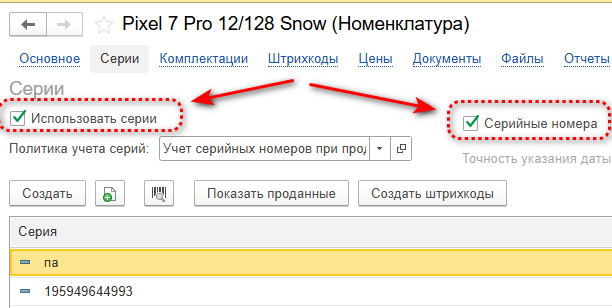 Pixel 7 Pro 12/128 Snow (Номенклатура)
Основное Серии Комплектации Штрихкоды Цены Документы Файлы Отчеты
Серии
Использовать серии Серийные номера
Политика учета серий: Учет серийных номеров при прод Точность указания даты
Создать Показать проданные Создать штрихкоды
Серия
па
195949644993